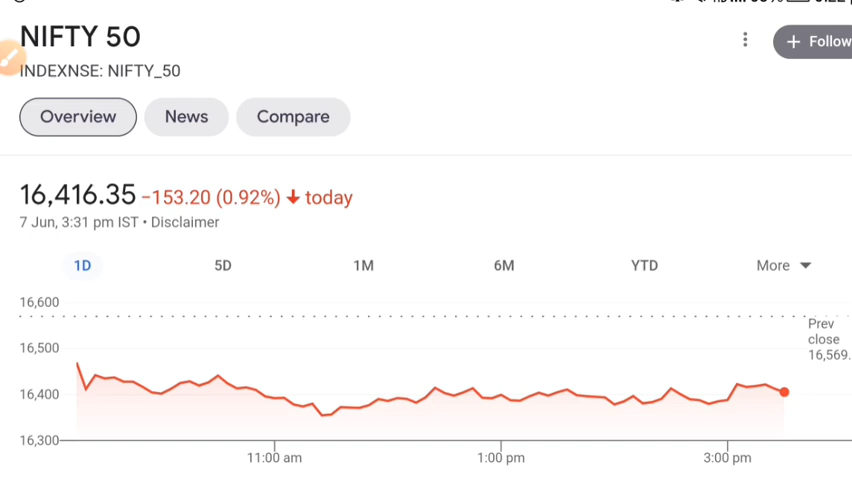 NIFTY 50
+ Follow
INDEXNSE: NIFTY_50
Overview News Compare
16,416.35 −153.20 (0.92%) ↓ today
7 Jun, 3:31 pm IST • Disclaimer
1D 5D 1M 6M YTD More
16,600
Prev
close
16,569.
16,500
16,400
16,300
11:00 am 1:00 pm 3:00 pm